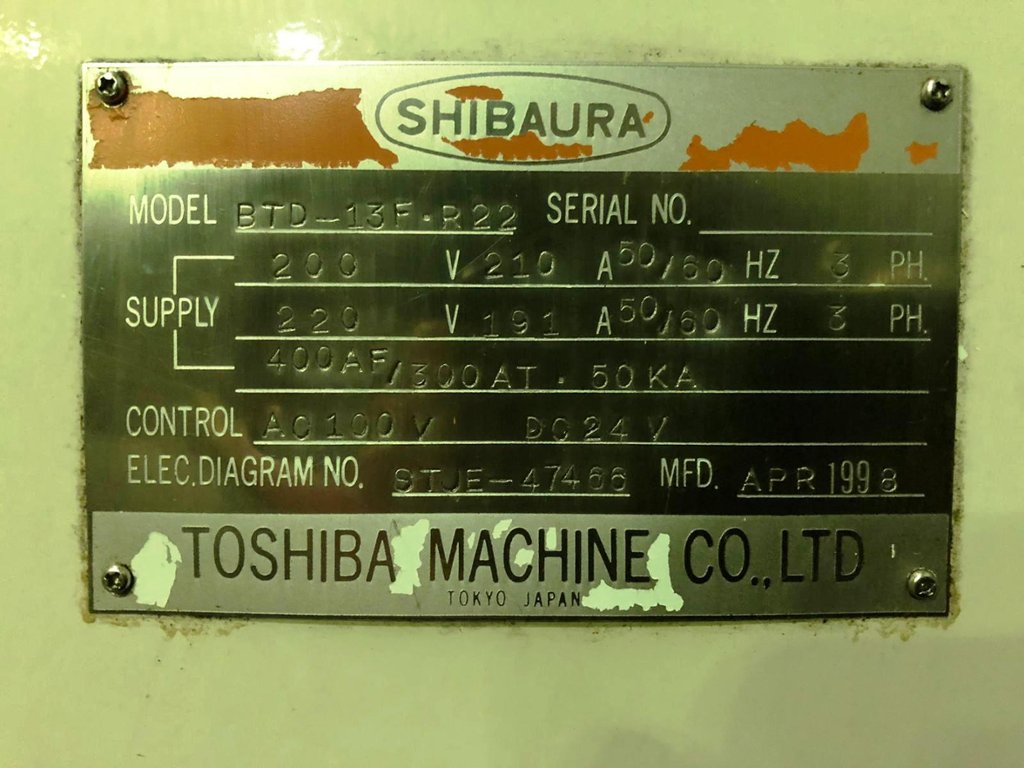 SHIBAURA
MODEL BTD-13F·R22 SERIAL NO.
200 V 210 A 50/60 HZ 3 PH.
SUPPLY
220 V 191 A 50/60 HZ 3 PH.
400AF/300AT · 50KA
CONTROL AC100V DC24V
ELEC.DIAGRAM NO. STJE-47466 MFD. APR 1998
TOSHIBA MACHINE CO.,LTD
TOKYO JAPAN